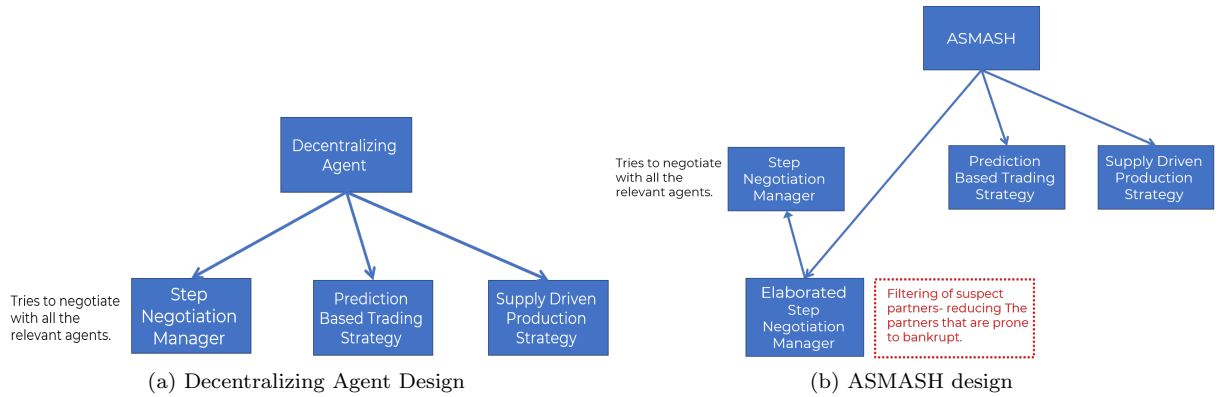 Decentralizing
Agent
Tries to negotiate
with all the
relevant agents.
Step
Negotiation
Manager
Prediction
Based Trading
Strategy
Supply Driven
Production
Strategy
(a) Decentralizing Agent Design
ASMASH
Tries to negotiate
with all the
relevant agents.
Step
Negotiation
Manager
Prediction
Based Trading
Strategy
Supply Driven
Production
Strategy
Elaborated
Step
Negotiation
Manager
Filtering of suspect
partners- reducing The
partners that are prone
to bankrupt.
(b) ASMASH design